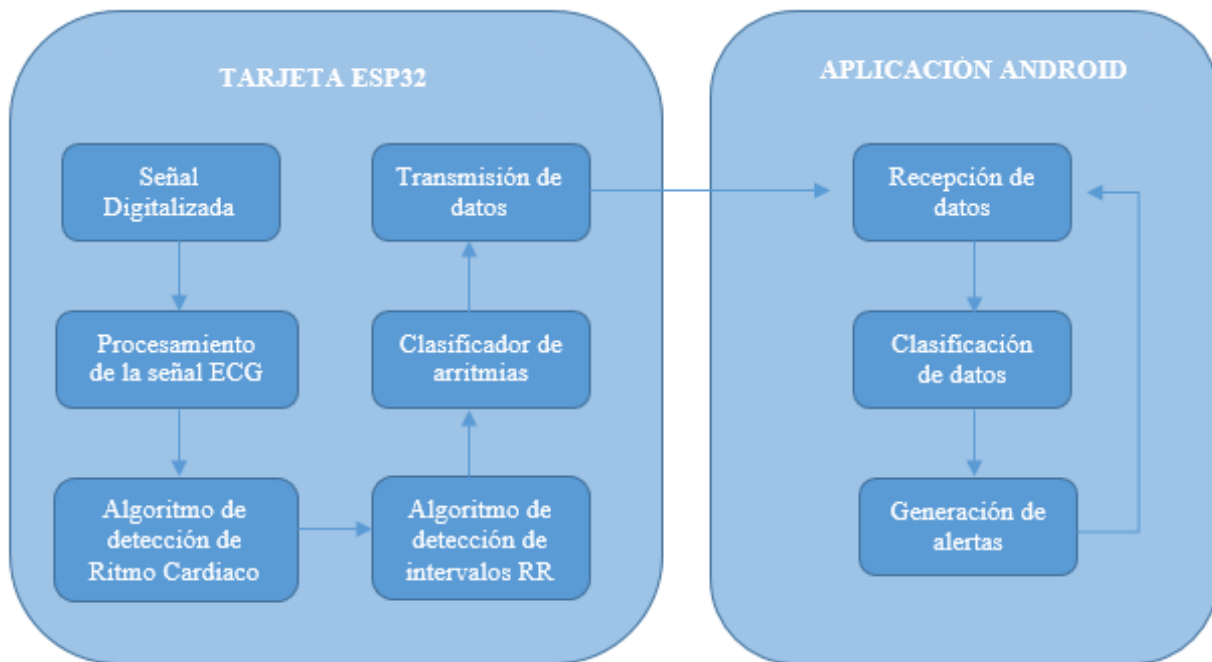 TARJETA ESP32
Señal
Digitalizada
Procesamiento
de la señal ECG
Algoritmo de
detección de
Ritmo Cardiaco
Algoritmo de
detección de
intervalos RR
Clasificador de
arritmias
Transmisión de
datos
APLICACIÓN ANDROID
Recepción de
datos
Clasificación
de datos
Generación de
alertas